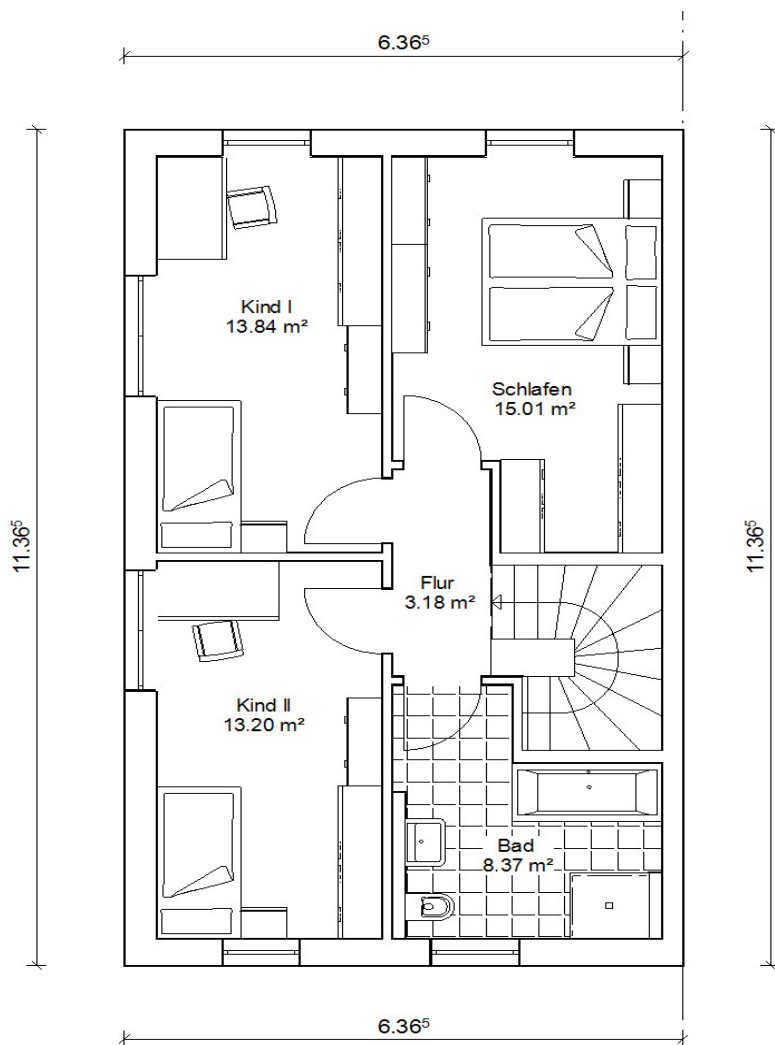 6.36⁵
Kind I
13.84 m²
Schlafen
15.01 m²
11.36⁵
11.36⁵
Flur
3.18 m²
Kind II
13.20 m²
Bad
8.37 m²
6.36⁵